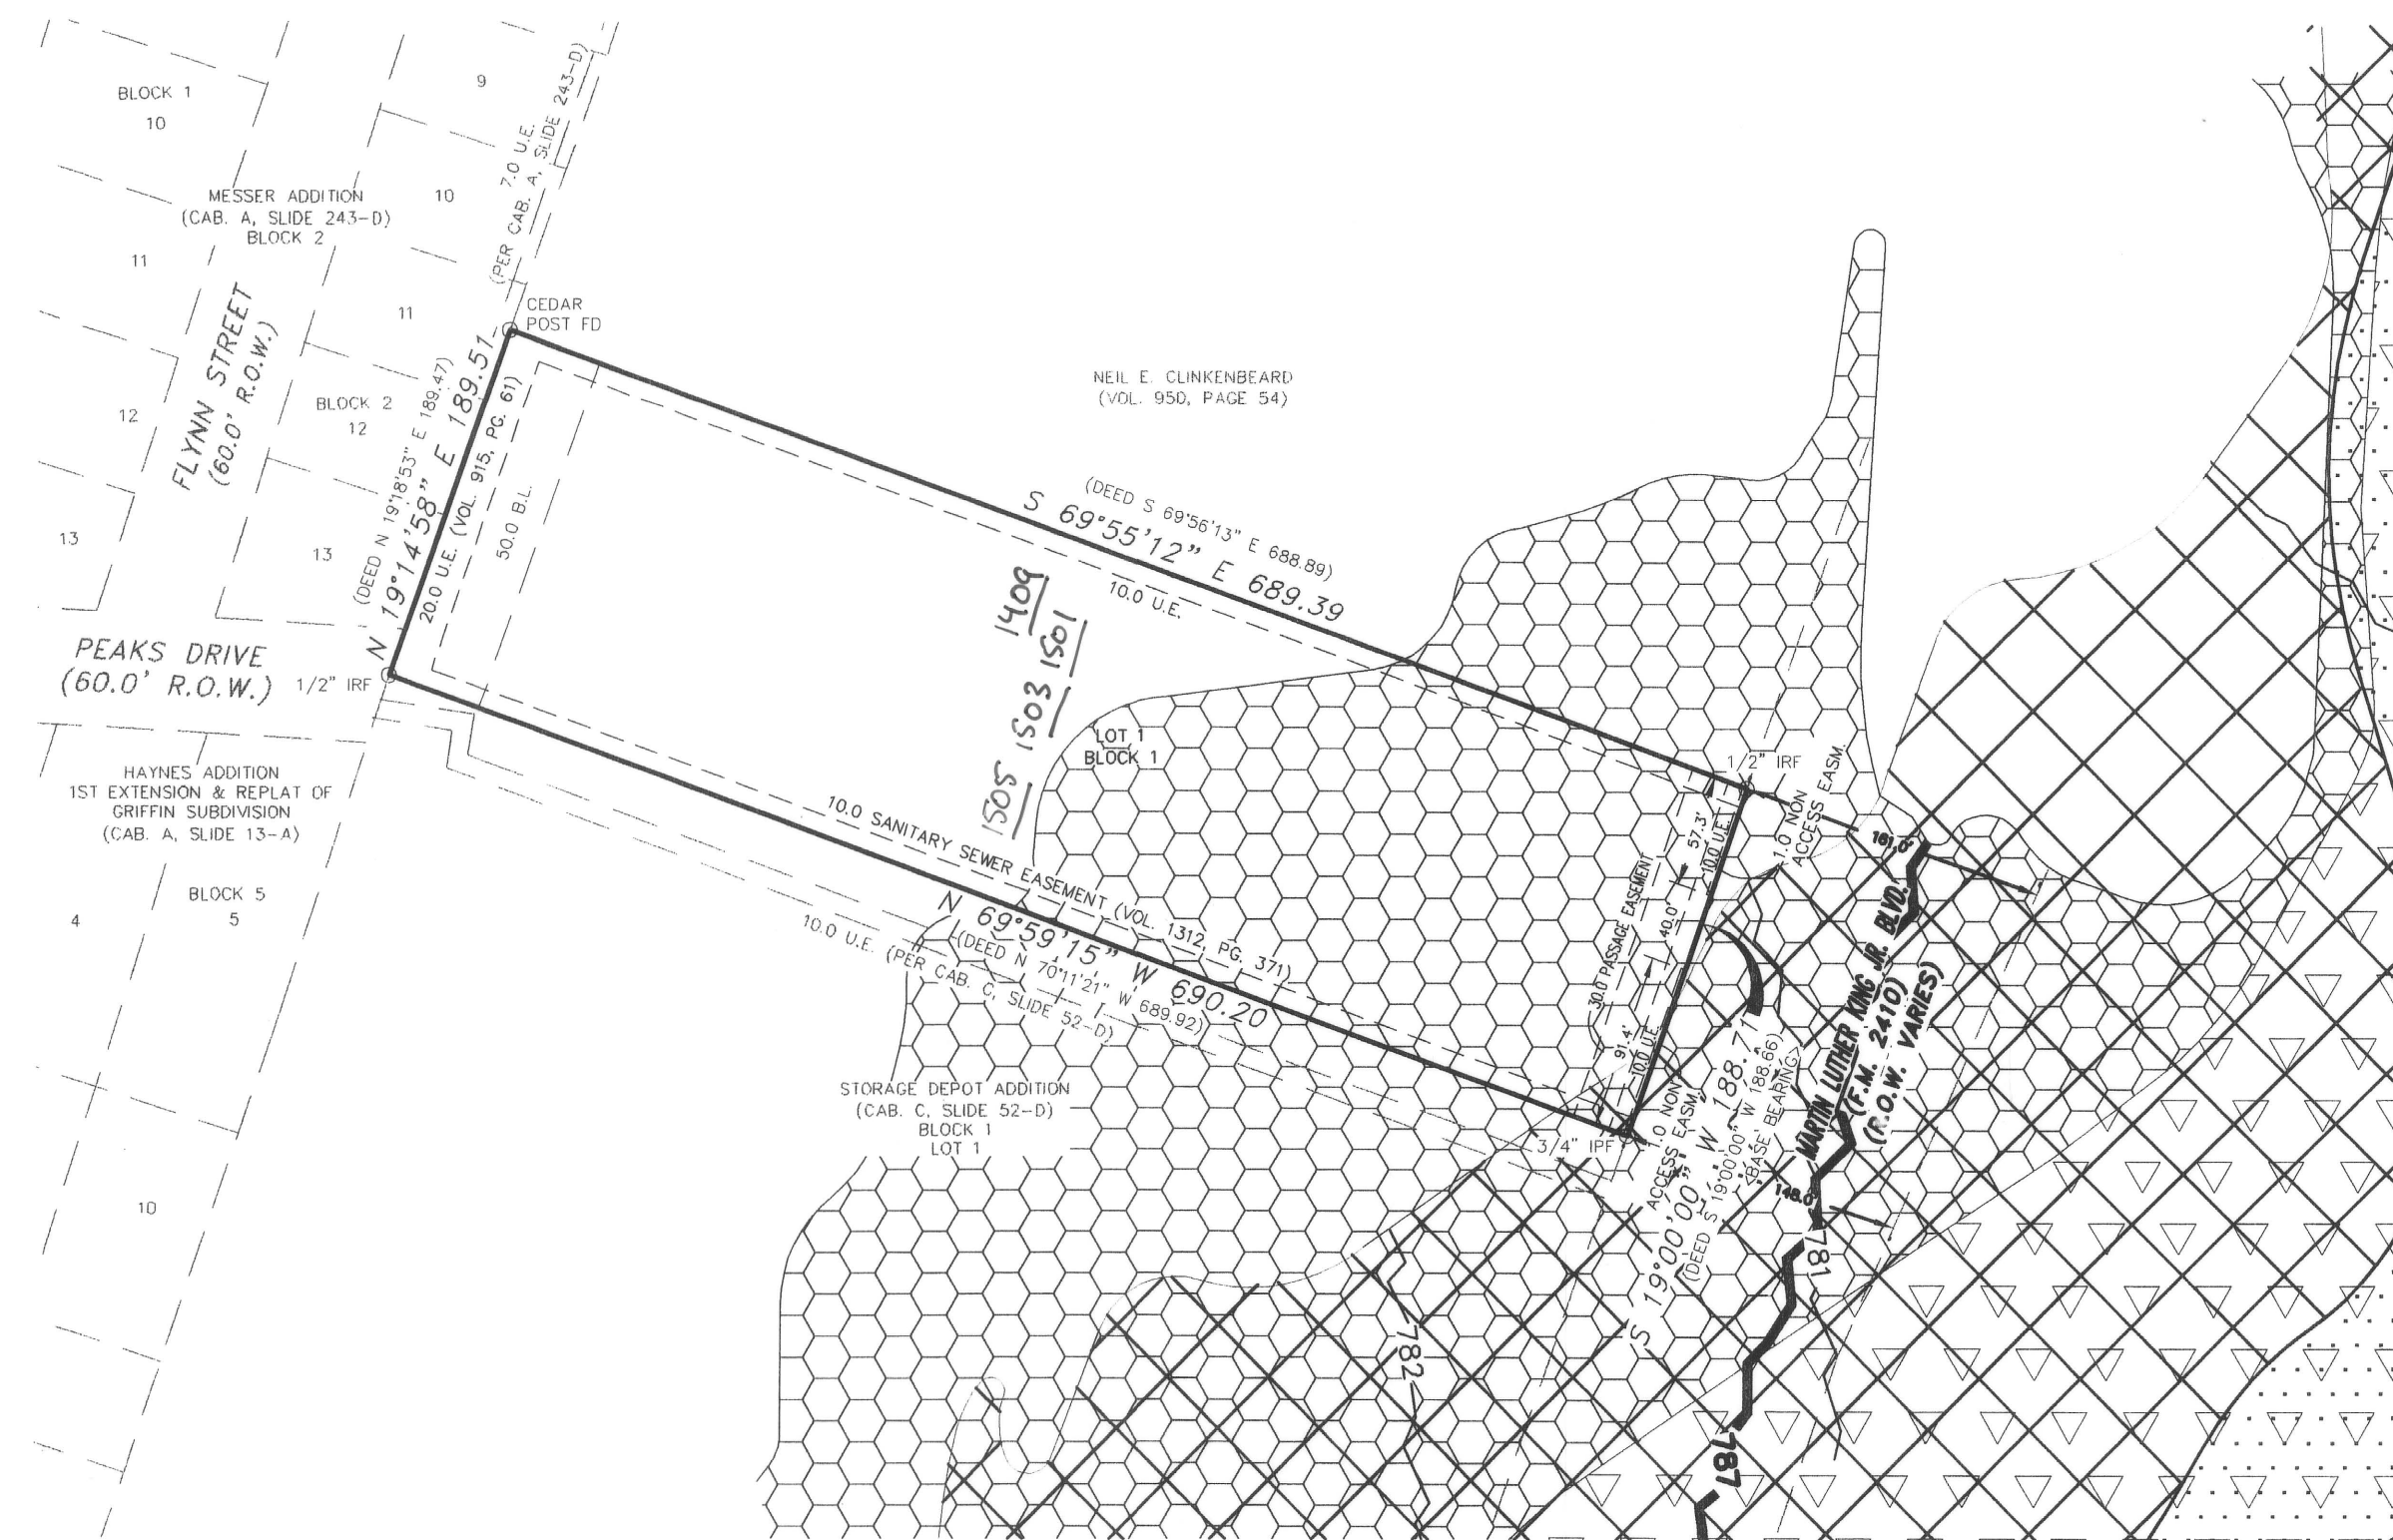 BLOCK 1
10
9
7.0 U.E.
(PER CAB. A, SLIDE 243-D)
MESSER ADDITION
(CAB. A, SLIDE 243-D)
BLOCK 2
10
11
11
FLYNN STREET
(60.0' R.O.W.)
CEDAR
POST FD
NEIL E. CLINKENBEARD
(VOL. 950, PAGE 54)
12
BLOCK 2
12
13
13
(DEED N 19°18'53" E 189.47)
N 19°14'58" E 189.51
20.0 U.E. (VOL. 915, PG. 61)
50.0 B.L.
(DEED S 69°56'13" E 688.89)
S 69°55'12" E 689.39
10.0 U.E.
1409
1505 1503 1501
PEAKS DRIVE
(60.0' R.O.W.)
1/2" IRF
LOT 1
BLOCK 1
1/2" IRF
HAYNES ADDITION
1ST EXTENSION & REPLAT OF
GRIFFIN SUBDIVISION
(CAB. A, SLIDE 13-A)
BLOCK 5
4
5
10
10.0 SANITARY SEWER EASEMENT (VOL. 1312, PG. 371)
N 69°59'15" W 690.20
(DEED N 70°11'21" W 689.92)
10.0 U.E. (PER CAB. C, SLIDE 52-D)
STORAGE DEPOT ADDITION
(CAB. C, SLIDE 52-D)
BLOCK 1
LOT 1
30.0 PASSAGE EASEMENT
57.3'
10.0 U.E.
40.0'
91.4'
10.0 U.E.
1.0 NON
ACCESS EASM.
161.0'
3/4" IPF
1.0 NON
ACCESS EASM.
S 19°00'00" W 188.71
(DEED S 19°00'00" W 188.66)
<BASE BEARING>
MARTIN LUTHER KING JR. BLVD.
(F.M. 2410)
(R.O.W. VARIES)
148.0'
781
782
787